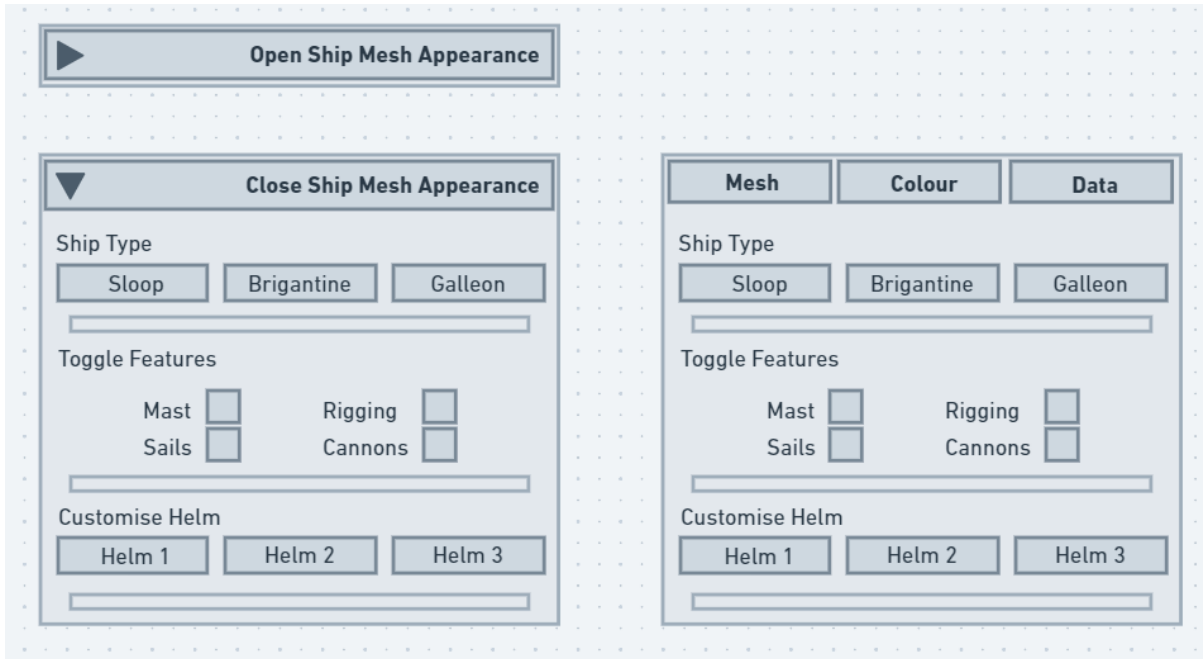 Open Ship Mesh Appearance
Close Ship Mesh Appearance
Ship Type
Sloop Brigantine Galleon
Toggle Features
Mast Rigging
Sails Cannons
Customise Helm
Helm 1 Helm 2 Helm 3
Mesh Colour Data
Ship Type
Sloop Brigantine Galleon
Toggle Features
Mast Rigging
Sails Cannons
Customise Helm
Helm 1 Helm 2 Helm 3